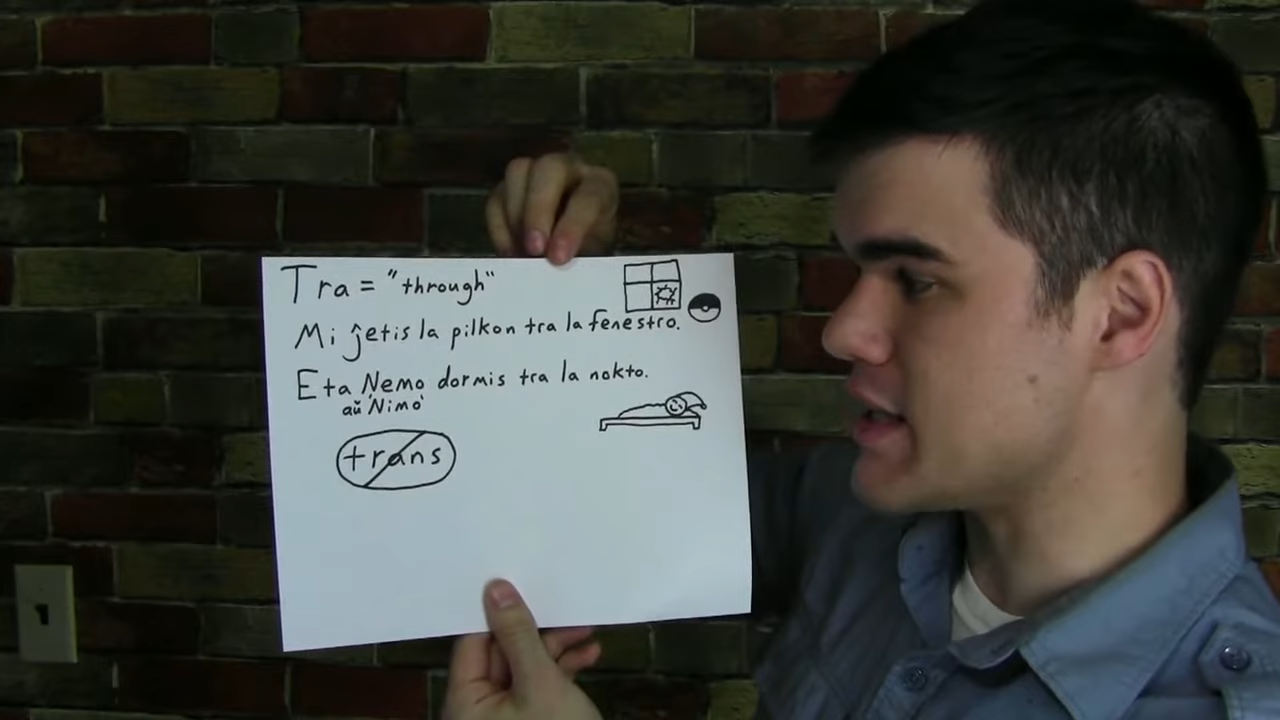 Tra = "through"
Mi ĵetis la pilkon tra la fenestro.
Eta Nemo dormis tra la nokto.
aŭ Nimo
trans